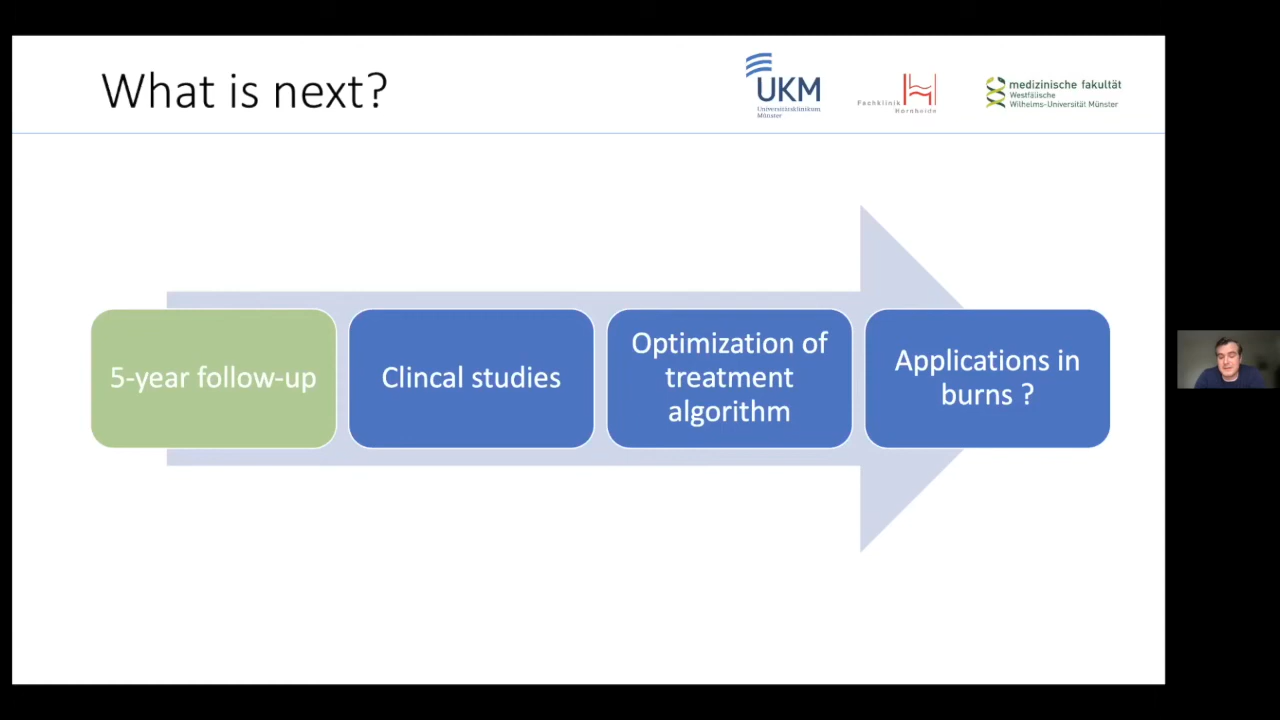 What is next?
UKM
Universitätsklinikum
Münster
Fachklinik
Hornheide
medizinische fakultät
Westfälische
Wilhelms-Universität Münster
5-year follow-up
Clincal studies
Optimization of
treatment
algorithm
Applications in
burns ?